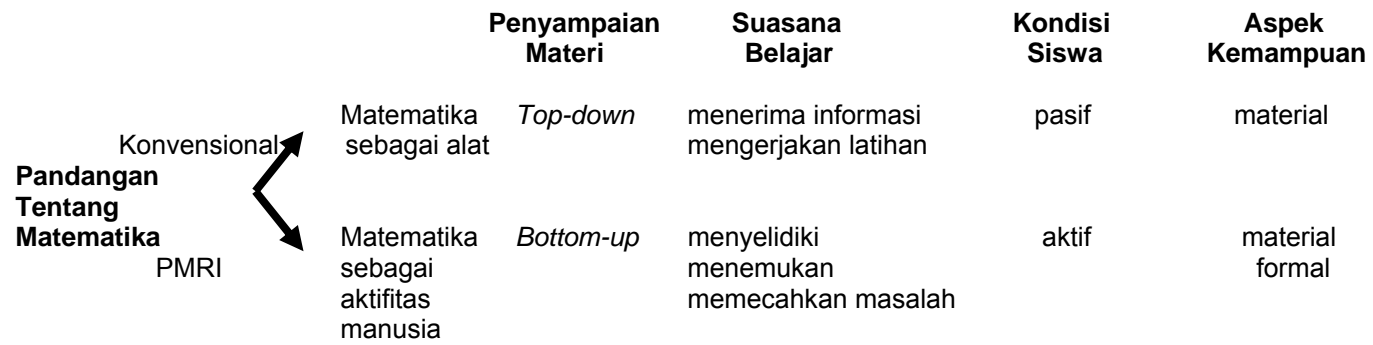 Penyampaian Suasana Kondisi Aspek
Materi Belajar Siswa Kemampuan
Matematika Top-down menerima informasi pasif material
Konvensional sebagai alat mengerjakan latihan
Pandangan
Tentang
Matematika Matematika Bottom-up menyelidiki aktif material
PMRI sebagai menemukan formal
aktifitas memecahkan masalah
manusia